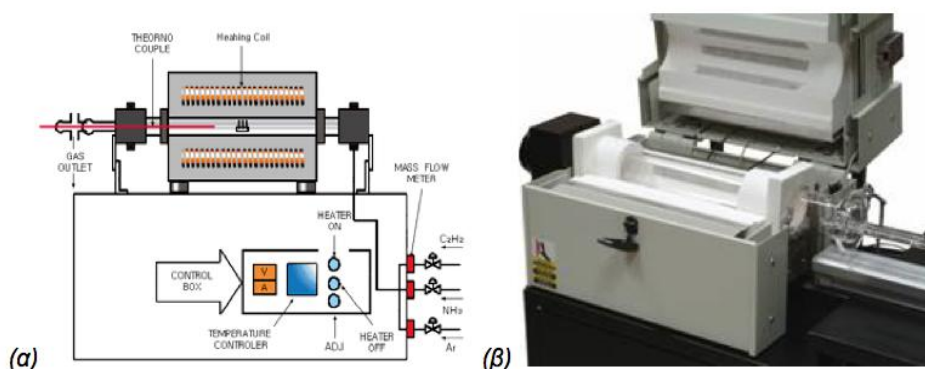 THEORNO
COUPLE
Heahing Coil
GAS
OUTLET
MASS FLOW
METER
HEATER
ON
C2H2
CONTROL
BOX
V
A
NH3
TEMPERATURE
CONTROLER
ADJ
HEATER
OFF
Ar
(α)
(β)